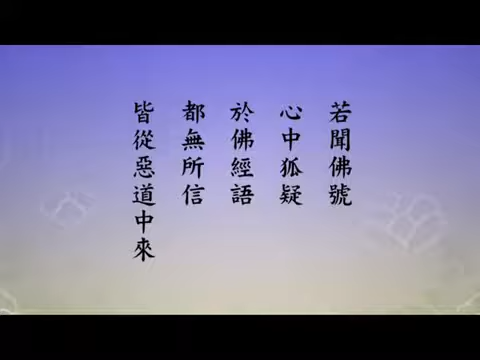 若聞佛號
心中狐疑
於佛經語
都無所信
皆從惡道中來